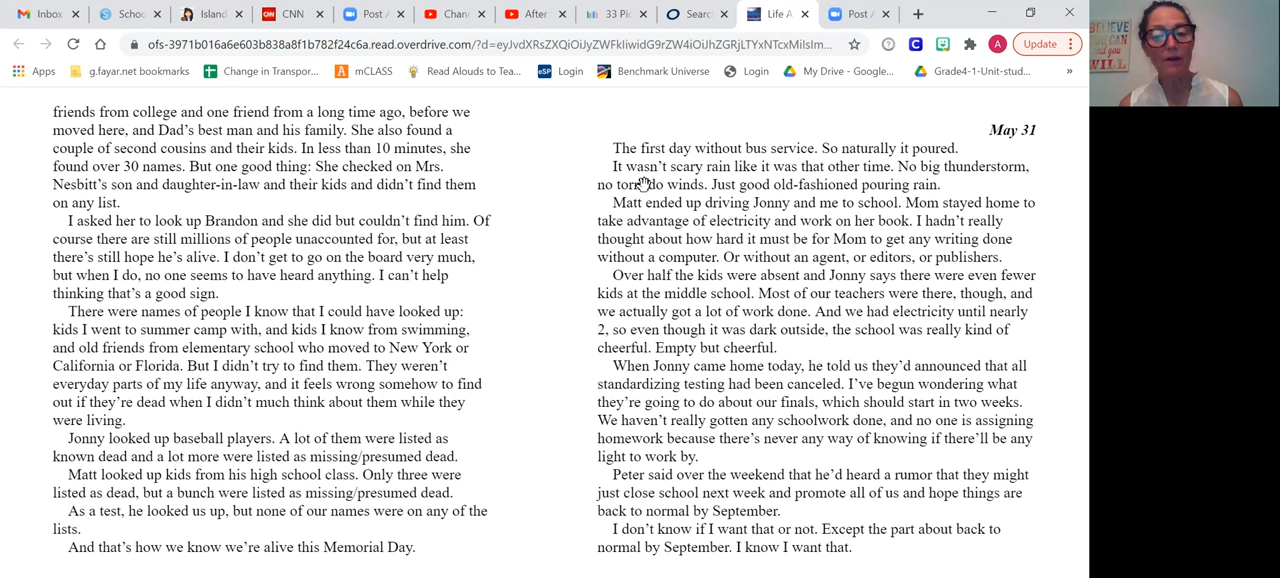 Inbox
Schoo
Island
CNN
Post A
Chan
After
33 Pic
Searc
Life A
Post A
ofs-3971b016a6e603b838a8f1b782f24c6a.read.overdrive.com/?d=eyJvdXRsZXQiOiJyZWFkIiwidG9rZW4iOiJhZGRjLTYxNTcxMilsIm...
Update
Apps
g.fayar.net bookmarks
Change in Transpor...
mCLASS
Read Alouds to Tea...
Login
Benchmark Universe
Login
My Drive - Google...
Grade4-1-Unit-stud...
»
friends from college and one friend from a long time ago, before we
moved here, and Dad's best man and his family. She also found a
couple of second cousins and their kids. In less than 10 minutes, she
found over 30 names. But one good thing: She checked on Mrs.
Nesbitt's son and daughter-in-law and their kids and didn't find them
on any list.
I asked her to look up Brandon and she did but couldn't find him. Of
course there are still millions of people unaccounted for, but at least
there's still hope he's alive. I don't get to go on the board very much,
but when I do, no one seems to have heard anything. I can't help
thinking that's a good sign.
There were names of people I know that I could have looked up:
kids I went to summer camp with, and kids I know from swimming,
and old friends from elementary school who moved to New York or
California or Florida. But I didn't try to find them. They weren't
everyday parts of my life anyway, and it feels wrong somehow to find
out if they're dead when I didn't much think about them while they
were living.
Jonny looked up baseball players. A lot of them were listed as
known dead and a lot more were listed as missing/presumed dead.
Matt looked up kids from his high school class. Only three were
listed as dead, but a bunch were listed as missing/presumed dead.
As a test, he looked us up, but none of our names were on any of the
lists.
And that's how we know we're alive this Memorial Day.
May 31
The first day without bus service. So naturally it poured.
It wasn't scary rain like it was that other time. No big thunderstorm,
no tornado winds. Just good old-fashioned pouring rain.
Matt ended up driving Jonny and me to school. Mom stayed home to
take advantage of electricity and work on her book. I hadn't really
thought about how hard it must be for Mom to get any writing done
without a computer. Or without an agent, or editors, or publishers.
Over half the kids were absent and Jonny says there were even fewer
kids at the middle school. Most of our teachers were there, though, and
we actually got a lot of work done. And we had electricity until nearly
2, so even though it was dark outside, the school was really kind of
cheerful. Empty but cheerful.
When Jonny came home today, he told us they'd announced that all
standardizing testing had been canceled. I've begun wondering what
they're going to do about our finals, which should start in two weeks.
We haven't really gotten any schoolwork done, and no one is assigning
homework because there's never any way of knowing if there'll be any
light to work by.
Peter said over the weekend that he'd heard a rumor that they might
just close school next week and promote all of us and hope things are
back to normal by September.
I don't know if I want that or not. Except the part about back to
normal by September. I know I want that.
BELIEVE
YOU CAN
and you
WILL